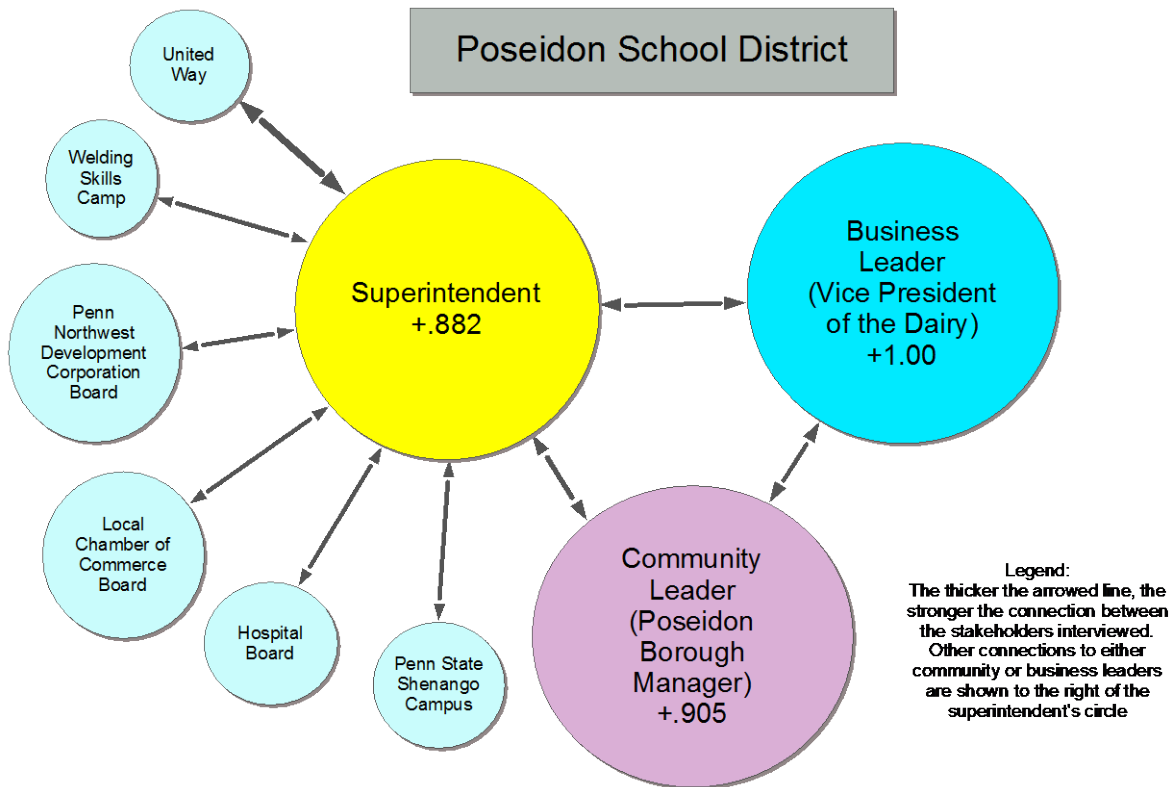 Poseidon School District
United
Way
Welding
Skills
Camp
Penn
Northwest
Development
Corporation
Board
Local
Chamber of
Commerce
Board
Hospital
Board
Penn State
Shenango
Campus
Superintendent
+.882
Business
Leader
(Vice President
of the Dairy)
+1.00
Community
Leader
(Poseidon
Borough
Manager)
+.905
Legend:
The thicker the arrowed line, the
stronger the connection between
the stakeholders interviewed.
Other connections to either
community or business leaders
are shown to the right of the
superintendent's circle